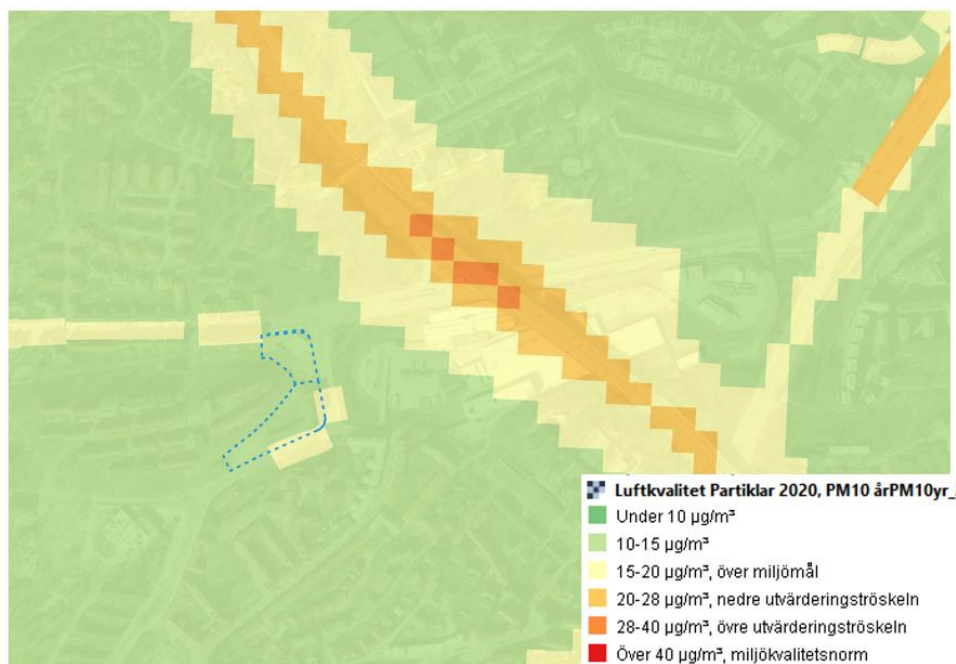 Luftkvalitet Partiklar 2020, PM10 årPM10yr_
Under 10 µg/m³
10-15 µg/m³
15-20 µg/m³, över miljömål
20-28 µg/m³, nedre utvärderingströskeln
28-40 µg/m³, övre utvärderingströskeln
Över 40 µg/m³, miljökvalitetsnorm